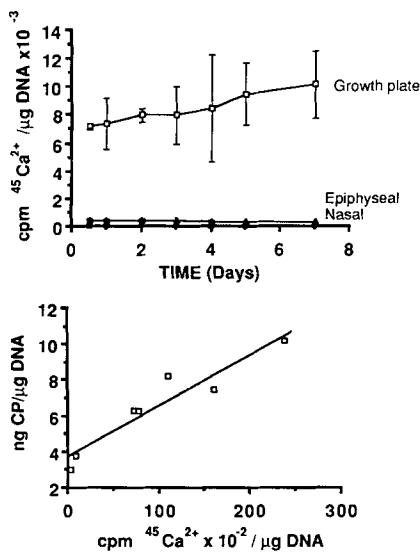 cpm ⁴⁵Ca²⁺ /µg DNA x10⁻³
14
12
10
8
6
4
2
0
Growth plate
Epiphyseal
Nasal
0 2 4 6 8
TIME (Days)
ng CP/µg DNA
12
10
8
6
4
2
0 100 200 300
cpm ⁴⁵Ca²⁺ x 10⁻² / µg DNA